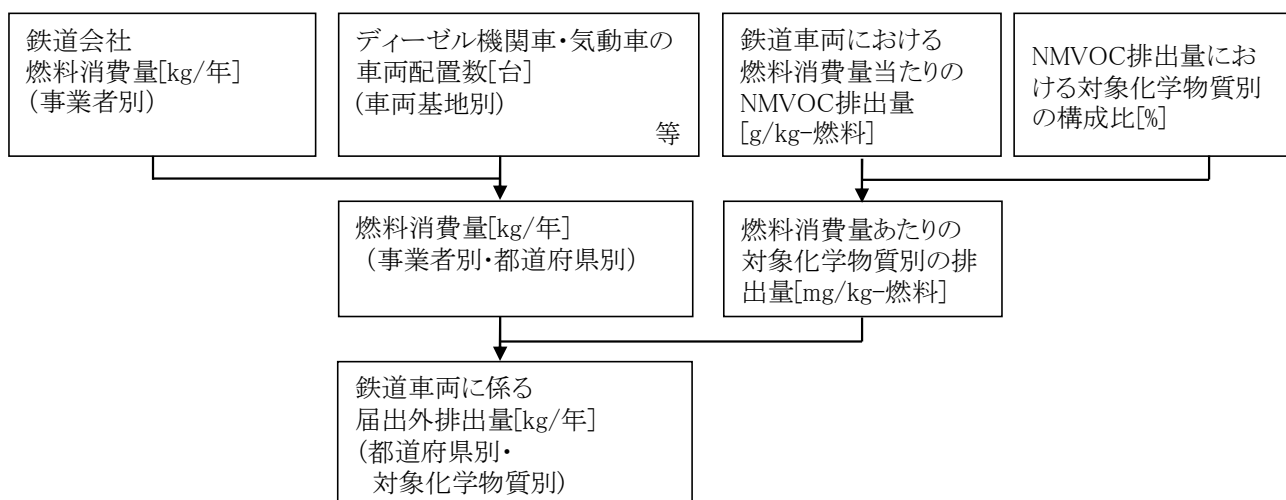 鉄道会社
燃料消費量[kg/年]
(事業者別)
ディーゼル機関車・気動車の
車両配置数[台]
(車両基地別)
等
鉄道車両における
燃料消費量当たりの
NMVOC排出量
[g/kg-燃料]
NMVOC排出量にお
ける対象化学物質別
の構成比[%]
燃料消費量[kg/年]
(事業者別・都道府県別)
燃料消費量あたりの
対象化学物質別の排
出量[mg/kg-燃料]
鉄道車両に係る
届出外排出量[kg/年]
(都道府県別・
対象化学物質別)